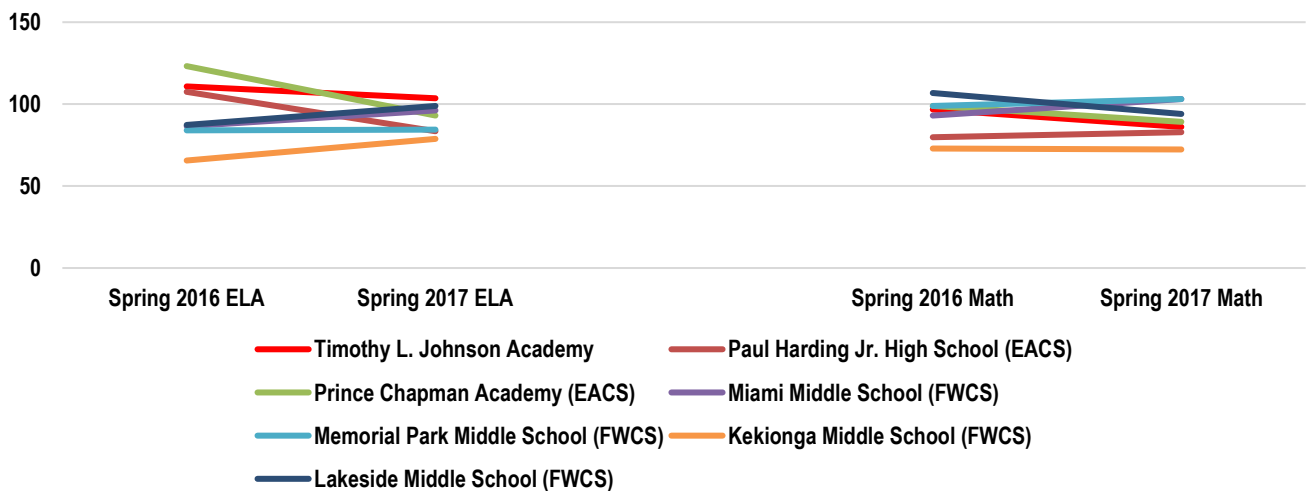 150
100
50
0
Spring 2016 ELA Spring 2017 ELA Spring 2016 Math Spring 2017 Math
Timothy L. Johnson Academy Paul Harding Jr. High School (EACS)
Prince Chapman Academy (EACS) Miami Middle School (FWCS)
Memorial Park Middle School (FWCS) Kekionga Middle School (FWCS)
Lakeside Middle School (FWCS)